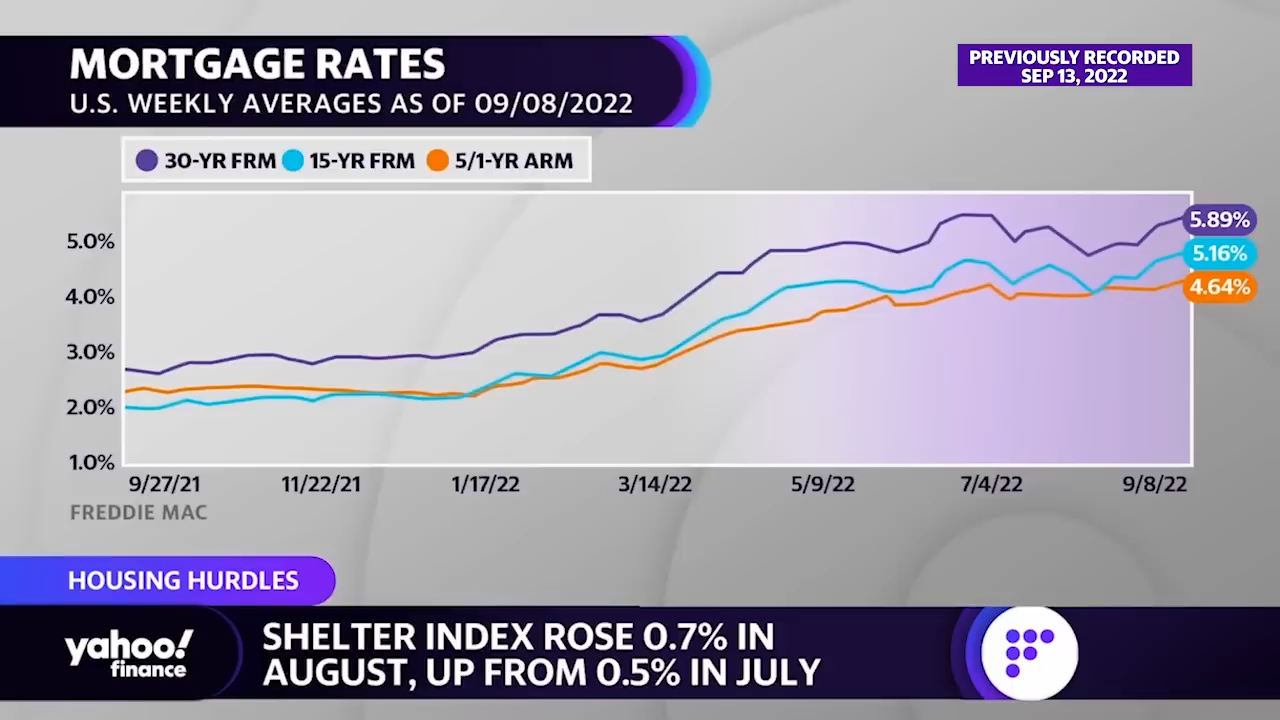 MORTGAGE RATES
U.S. WEEKLY AVERAGES AS OF 09/08/2022
PREVIOUSLY RECORDED
SEP 13, 2022
30-YR FRM 15-YR FRM 5/1-YR ARM
5.0%
4.0%
3.0%
2.0%
1.0%
5.89%
5.16%
4.64%
9/27/21 11/22/21 1/17/22 3/14/22 5/9/22 7/4/22 9/8/22
FREDDIE MAC
HOUSING HURDLES
yahoo!
finance
SHELTER INDEX ROSE 0.7% IN
AUGUST, UP FROM 0.5% IN JULY